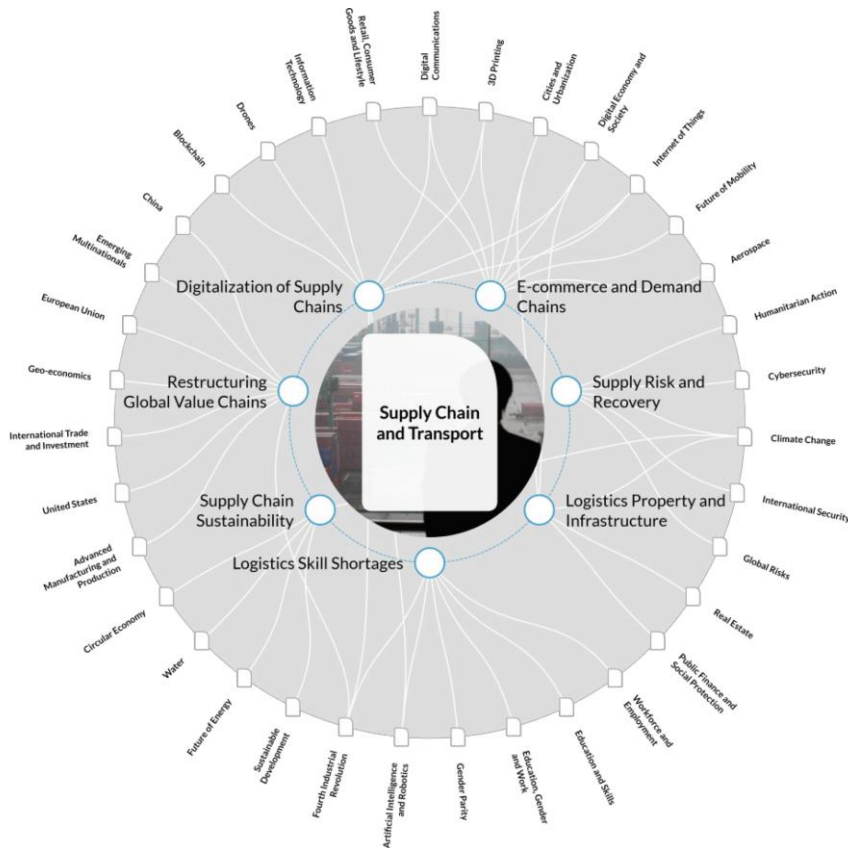 Supply Chain
and Transport
Digitalization of Supply
Chains
E-commerce and Demand
Chains
Restructuring
Global Value Chains
Supply Risk and
Recovery
Supply Chain
Sustainability
Logistics Property and
Infrastructure
Logistics Skill Shortages
Digital
Communications
3D Printing
Cities and
Urbanization
Digital Economy and
Society
Internet of Things
Future of Mobility
Aerospace
Humanitarian Action
Cybersecurity
Climate Change
International Security
Global Risks
Real Estate
Public Finance and
Social Protection
Workforce and
Employment
Education and Skills
Education, Gender
and Work
Gender Parity
Artificial Intelligence
and Robotics
Fourth Industrial
Revolution
Sustainable
Development
Future of Energy
Water
Circular Economy
Advanced
Manufacturing and
Production
United States
International Trade
and Investment
Geo-economics
European Union
Emerging
Multinationals
China
Blockchain
Drones
Information
Technology
Retail, Consumer
Goods and Lifestyle